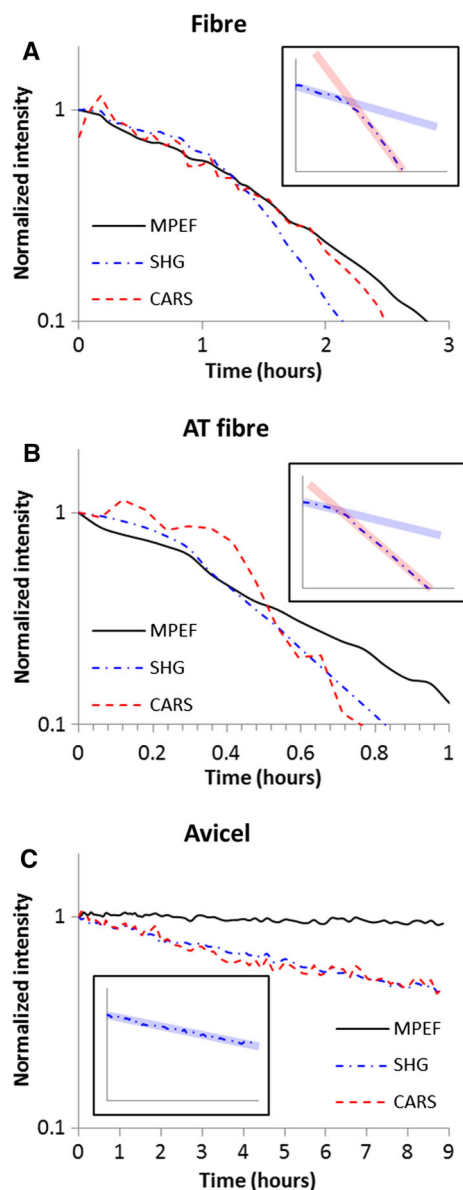 Fibre
A
Normalized intensity
1
0.1
MPEF
SHG
CARS
0 1 2 3
Time (hours)
AT fibre
B
Normalized intensity
1
0.1
MPEF
SHG
CARS
0 0.2 0.4 0.6 0.8 1
Time (hours)
Avicel
C
Normalized intensity
1
0.1
MPEF
SHG
CARS
0 1 2 3 4 5 6 7 8 9
Time (hours)